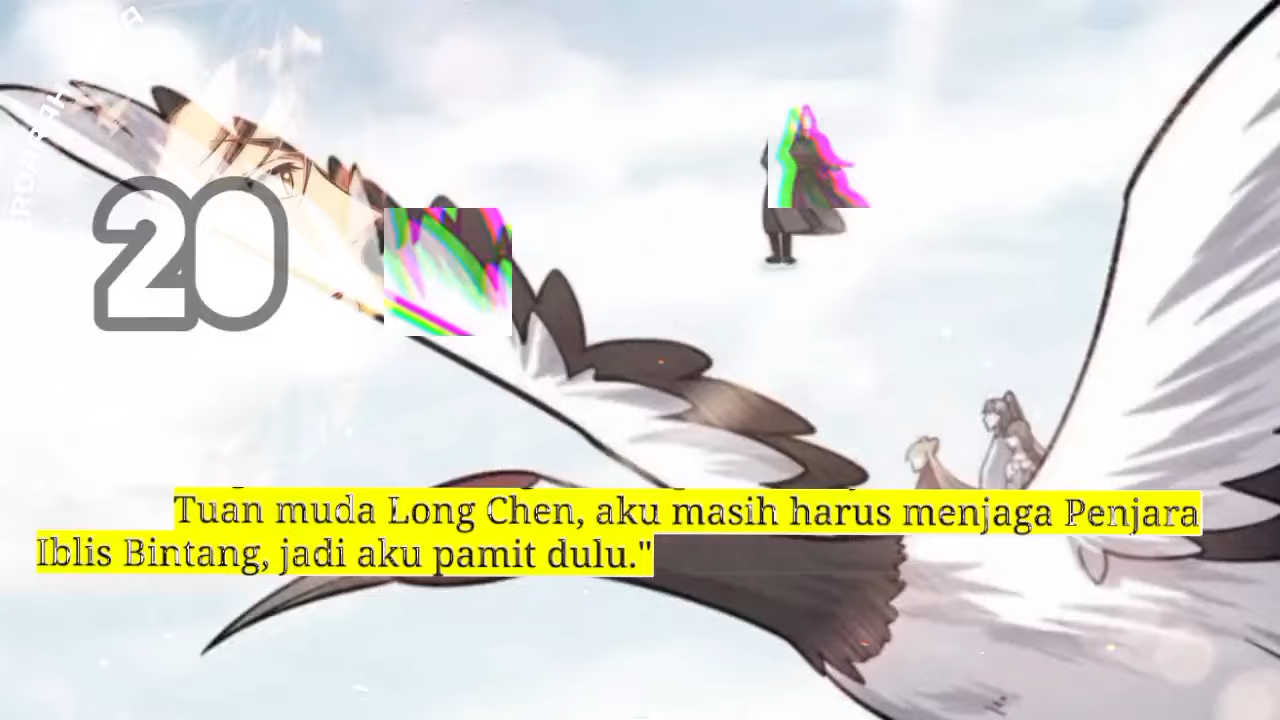 20
Tuan muda Long Chen, aku masih harus menjaga Penjara
Iblis Bintang, jadi aku pamit dulu."